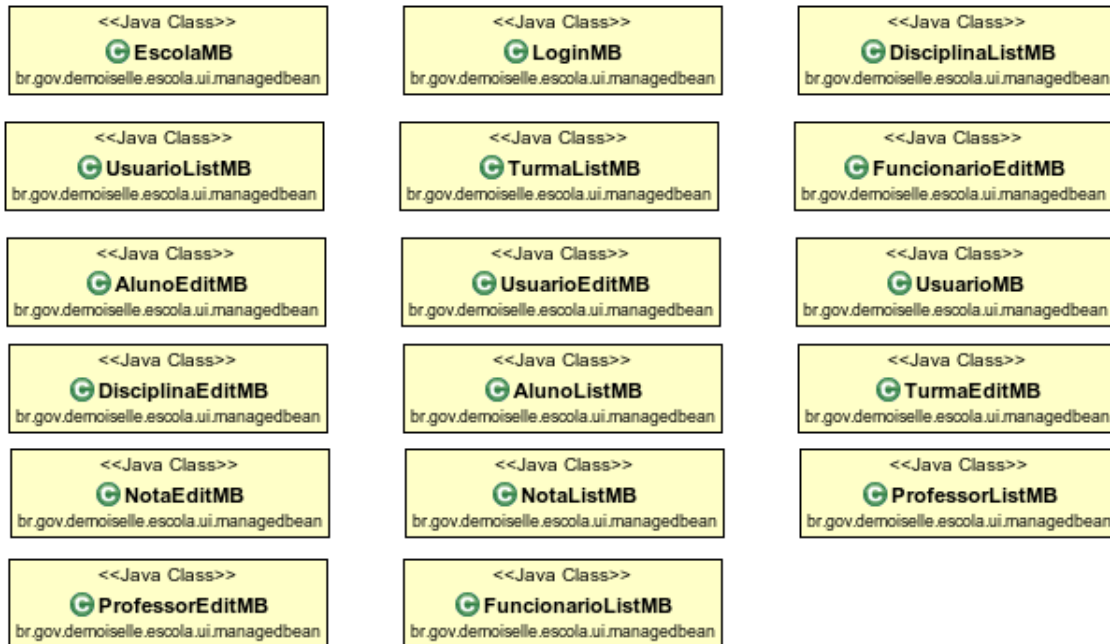 <<Java Class>>
EscolaMB
br.gov.demoiselle.escola.ui.managedbean
<<Java Class>>
LoginMB
br.gov.demoiselle.escola.ui.managedbean
<<Java Class>>
DisciplinaListMB
br.gov.demoiselle.escola.ui.managedbean
<<Java Class>>
UsuarioListMB
br.gov.demoiselle.escola.ui.managedbean
<<Java Class>>
TurmaListMB
br.gov.demoiselle.escola.ui.managedbean
<<Java Class>>
FuncionarioEditMB
br.gov.demoiselle.escola.ui.managedbean
<<Java Class>>
AlunoEditMB
br.gov.demoiselle.escola.ui.managedbean
<<Java Class>>
UsuarioEditMB
br.gov.demoiselle.escola.ui.managedbean
<<Java Class>>
UsuarioMB
br.gov.demoiselle.escola.ui.managedbean
<<Java Class>>
DisciplinaEditMB
br.gov.demoiselle.escola.ui.managedbean
<<Java Class>>
AlunoListMB
br.gov.demoiselle.escola.ui.managedbean
<<Java Class>>
TurmaEditMB
br.gov.demoiselle.escola.ui.managedbean
<<Java Class>>
NotaEditMB
br.gov.demoiselle.escola.ui.managedbean
<<Java Class>>
NotaListMB
br.gov.demoiselle.escola.ui.managedbean
<<Java Class>>
ProfessorListMB
br.gov.demoiselle.escola.ui.managedbean
<<Java Class>>
ProfessorEditMB
br.gov.demoiselle.escola.ui.managedbean
<<Java Class>>
FuncionarioListMB
br.gov.demoiselle.escola.ui.managedbean